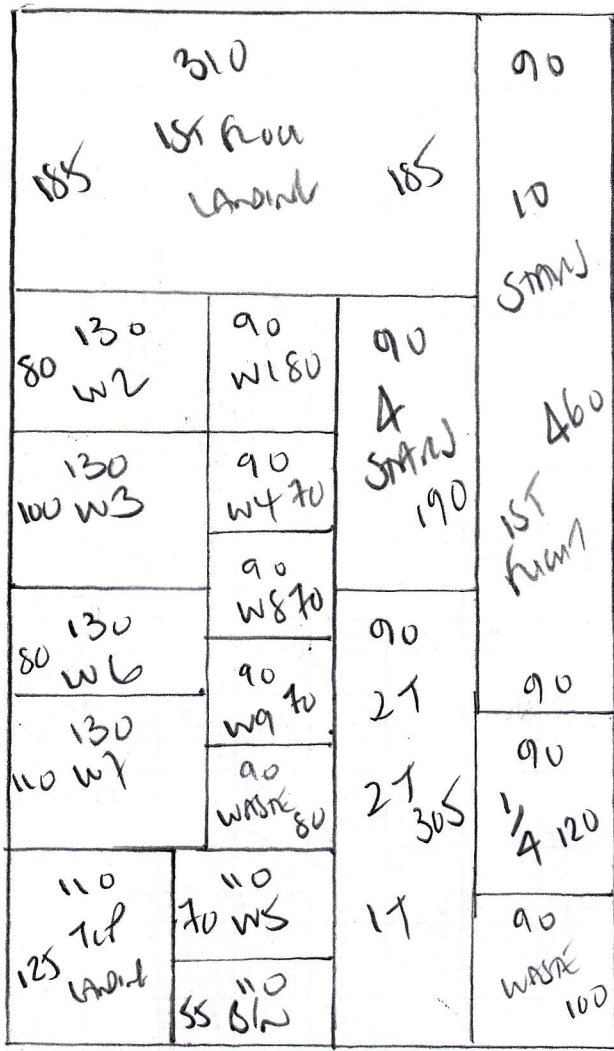 310
1ST FLOOR
LANDING
185
185
90
10
STAIRS
460
1ST
FLIGHT
90
130
80 W2
90
W1 80
90
4
STAIRS
190
130
100 W3
90
W4 70
90
W8 70
130
80 W6
90
W9 70
130
110 W7
90
WASTE 80
90
2T
2T
305
1T
90
1/4 120
90
WASTE
100
110
TOP
125 LANDING
110
70 W5
110
55 B/W